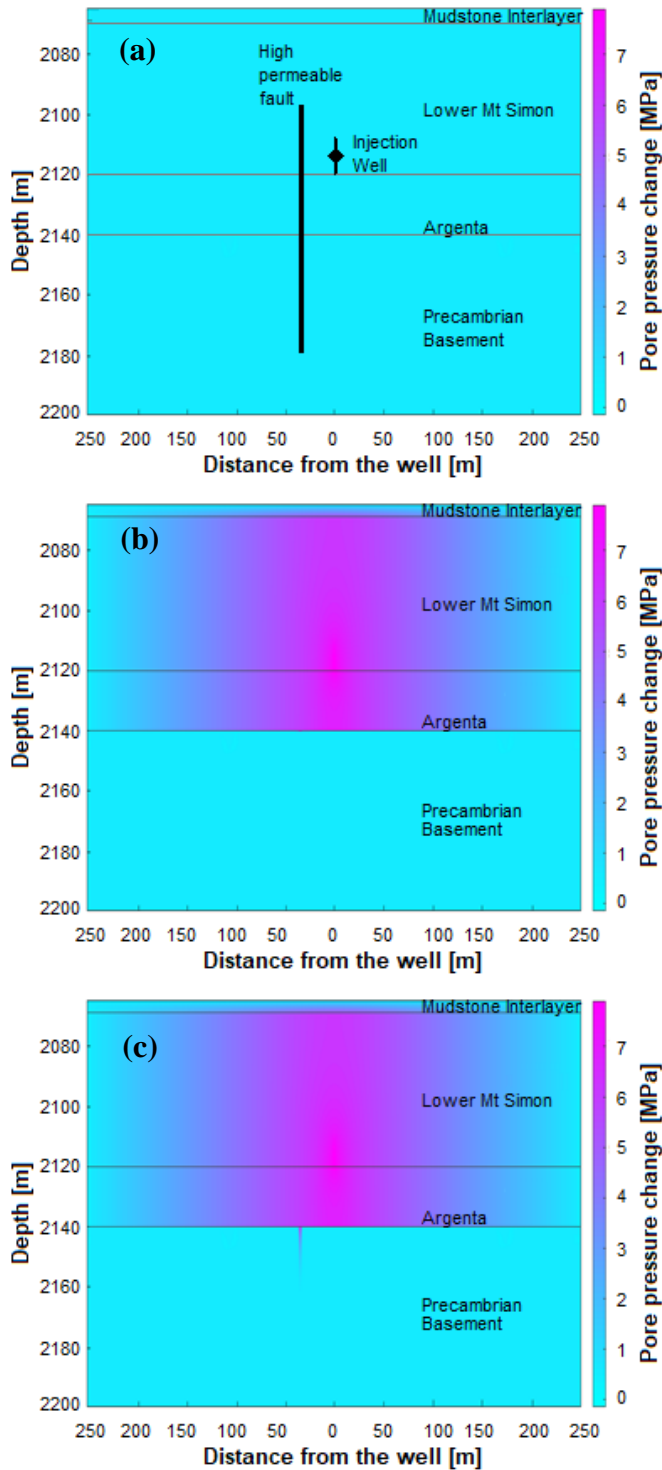 Mudstone Interlayer
(a)
High
permeable
fault
Lower Mt Simon
Injection
Well
Argenta
Precambrian
Basement
2080
2100
2120
2140
2160
2180
2200
Depth [m]
250 200 150 100 50 0 50 100 150 200 250
Distance from the well [m]
7
6
5
4
3
2
1
0
Pore pressure change [MPa]
Mudstone Interlayer
(b)
Lower Mt Simon
Argenta
Precambrian
Basement
2080
2100
2120
2140
2160
2180
2200
Depth [m]
250 200 150 100 50 0 50 100 150 200 250
Distance from the well [m]
7
6
5
4
3
2
1
0
Pore pressure change [MPa]
Mudstone Interlayer
(c)
Lower Mt Simon
Argenta
Precambrian
Basement
2080
2100
2120
2140
2160
2180
2200
Depth [m]
250 200 150 100 50 0 50 100 150 200 250
Distance from the well [m]
7
6
5
4
3
2
1
0
Pore pressure change [MPa]